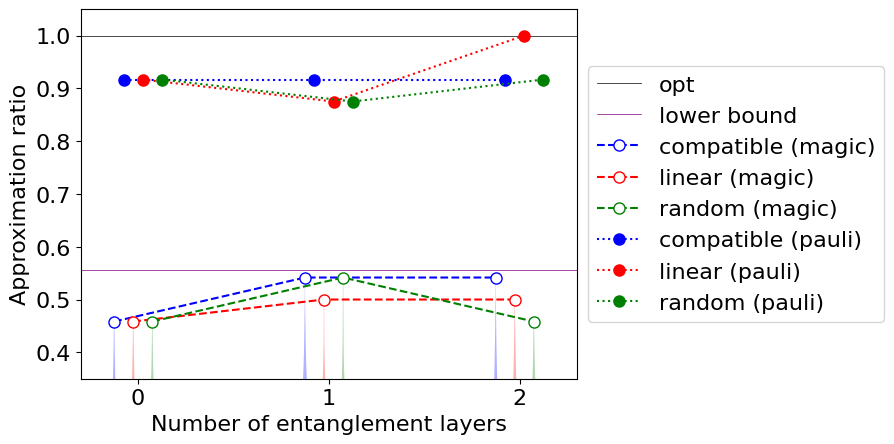 1.0
0.9
0.8
0.7
0.6
0.5
0.4
Approximation ratio
0 1 2
Number of entanglement layers
opt
lower bound
compatible (magic)
linear (magic)
random (magic)
compatible (pauli)
linear (pauli)
random (pauli)